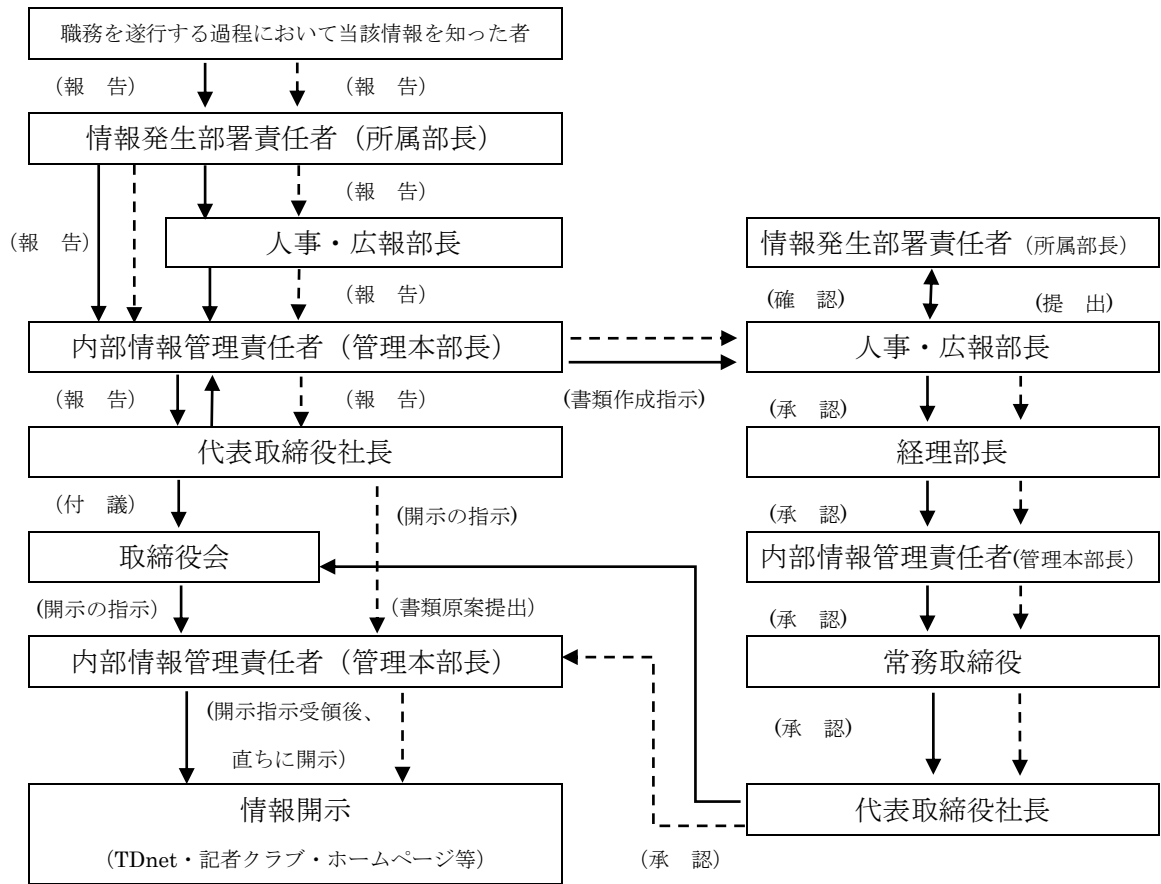 職務を遂行する過程において当該情報を知った者
(報　告)
(報　告)
情報発生部署責任者（所属部長）
(報　告)
(報　告)
人事・広報部長
(報　告)
内部情報管理責任者（管理本部長）
(報　告)
(報　告)
(書類作成指示)
代表取締役社長
(付　議)
(開示の指示)
取締役会
(開示の指示)
(書類原案提出)
内部情報管理責任者（管理本部長）
(開示指示受領後、
直ちに開示)
情報開示
(TDnet・記者クラブ・ホームページ等)
情報発生部署責任者（所属部長）
(確　認)
(提　出)
人事・広報部長
(承　認)
経理部長
(承　認)
内部情報管理責任者(管理本部長）
(承　認)
常務取締役
(承　認)
代表取締役社長
(承　認)